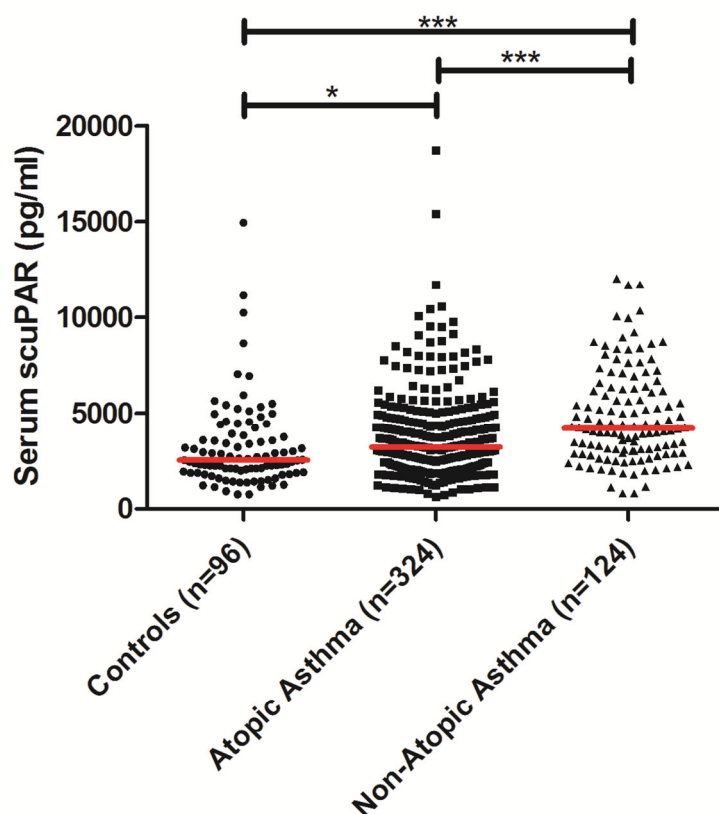 ***
***
*
Serum scuPAR (pg/ml)
20000
15000
10000
5000
0
Controls (n=96)
Atopic Asthma (n=324)
Non-Atopic Asthma (n=124)